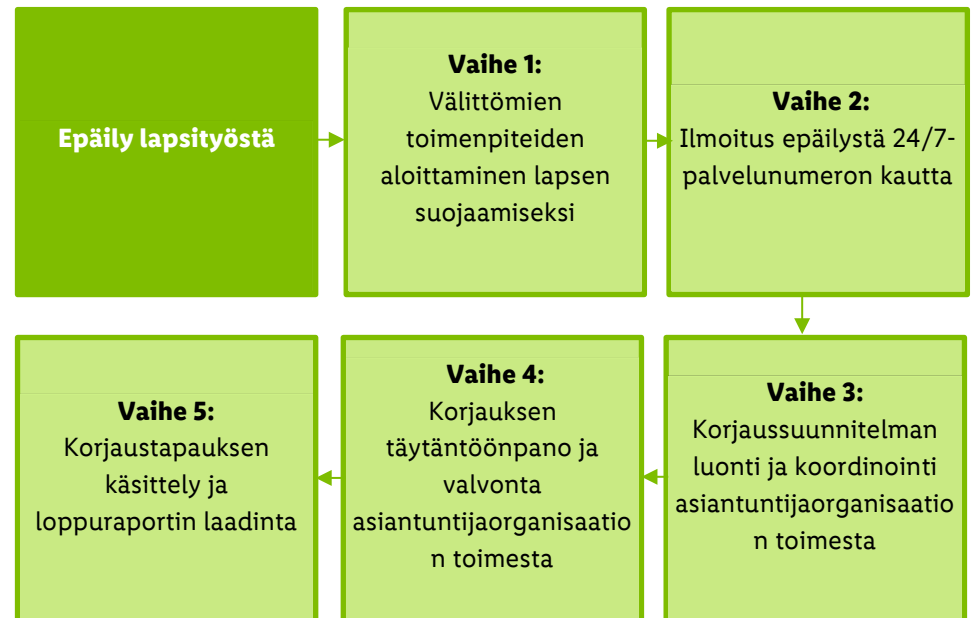 Epäily lapsityöstä
Vaihe 1:
Välittömien
toimenpiteiden
aloittaminen lapsen
suojaamiseksi
Vaihe 2:
Ilmoitus epäilystä 24/7-
palvelunumeron kautta
Vaihe 3:
Korjaussuunnitelman
luonti ja koordinointi
asiantuntijaorganisaatio
n toimesta
Vaihe 4:
Korjauksen
täytäntöönpano ja
valvonta
asiantuntijaorganisaatio
n toimesta
Vaihe 5:
Korjaustapauksen
käsittely ja
loppuraportin laadinta